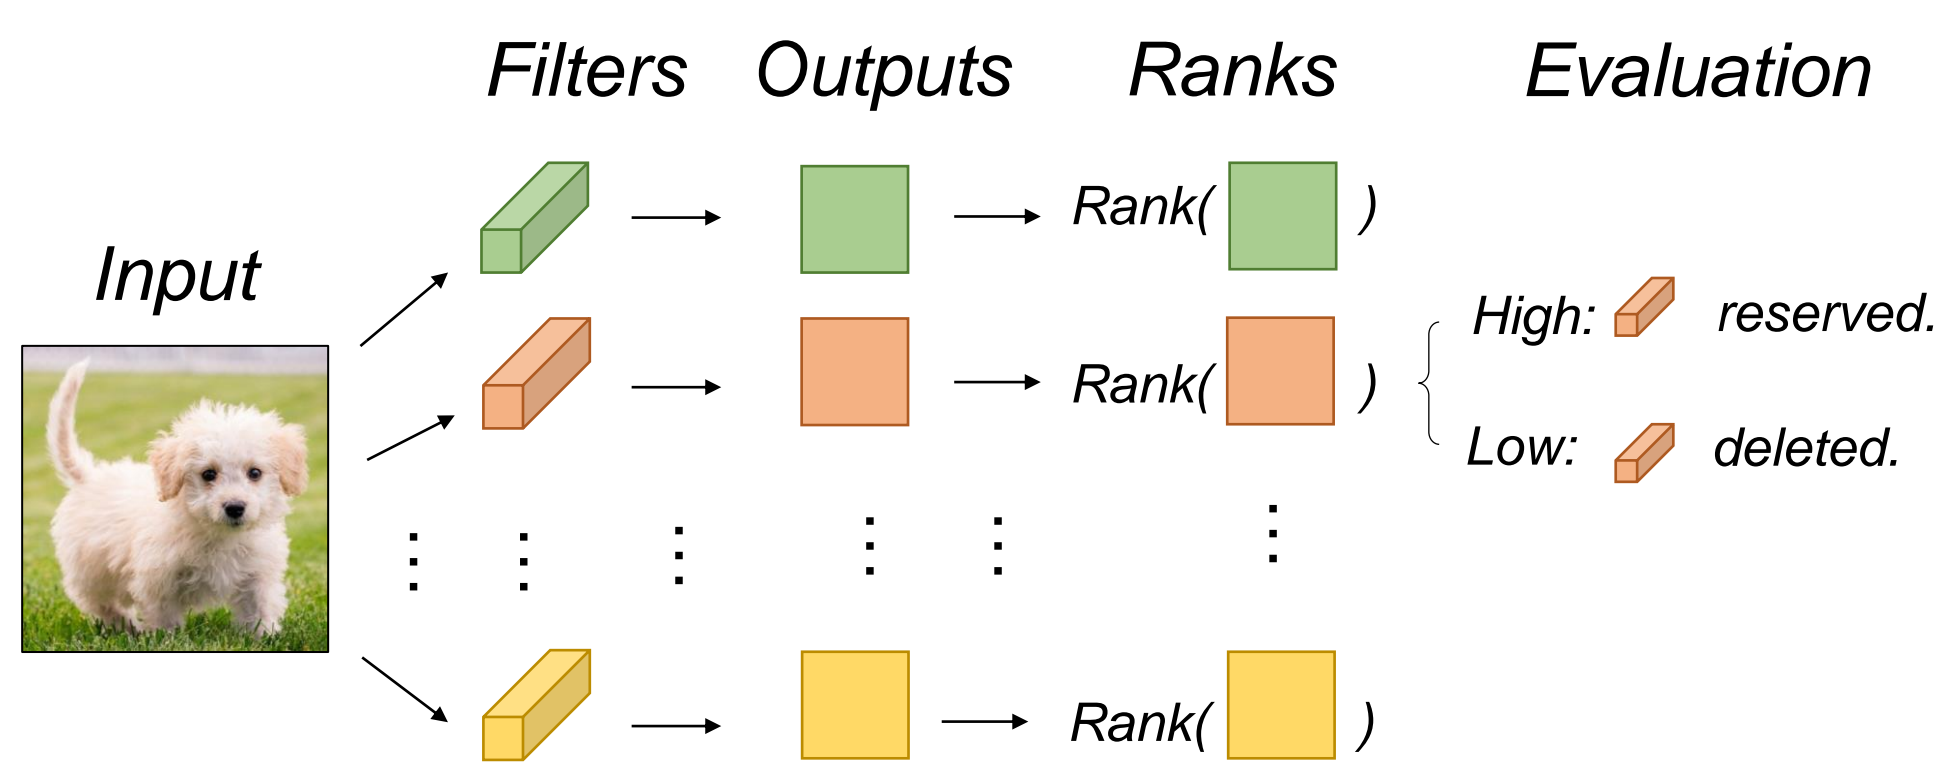 Filters Outputs Ranks Evaluation
Input
Rank( )
Rank( )
High: reserved.
Low: deleted.
Rank( )